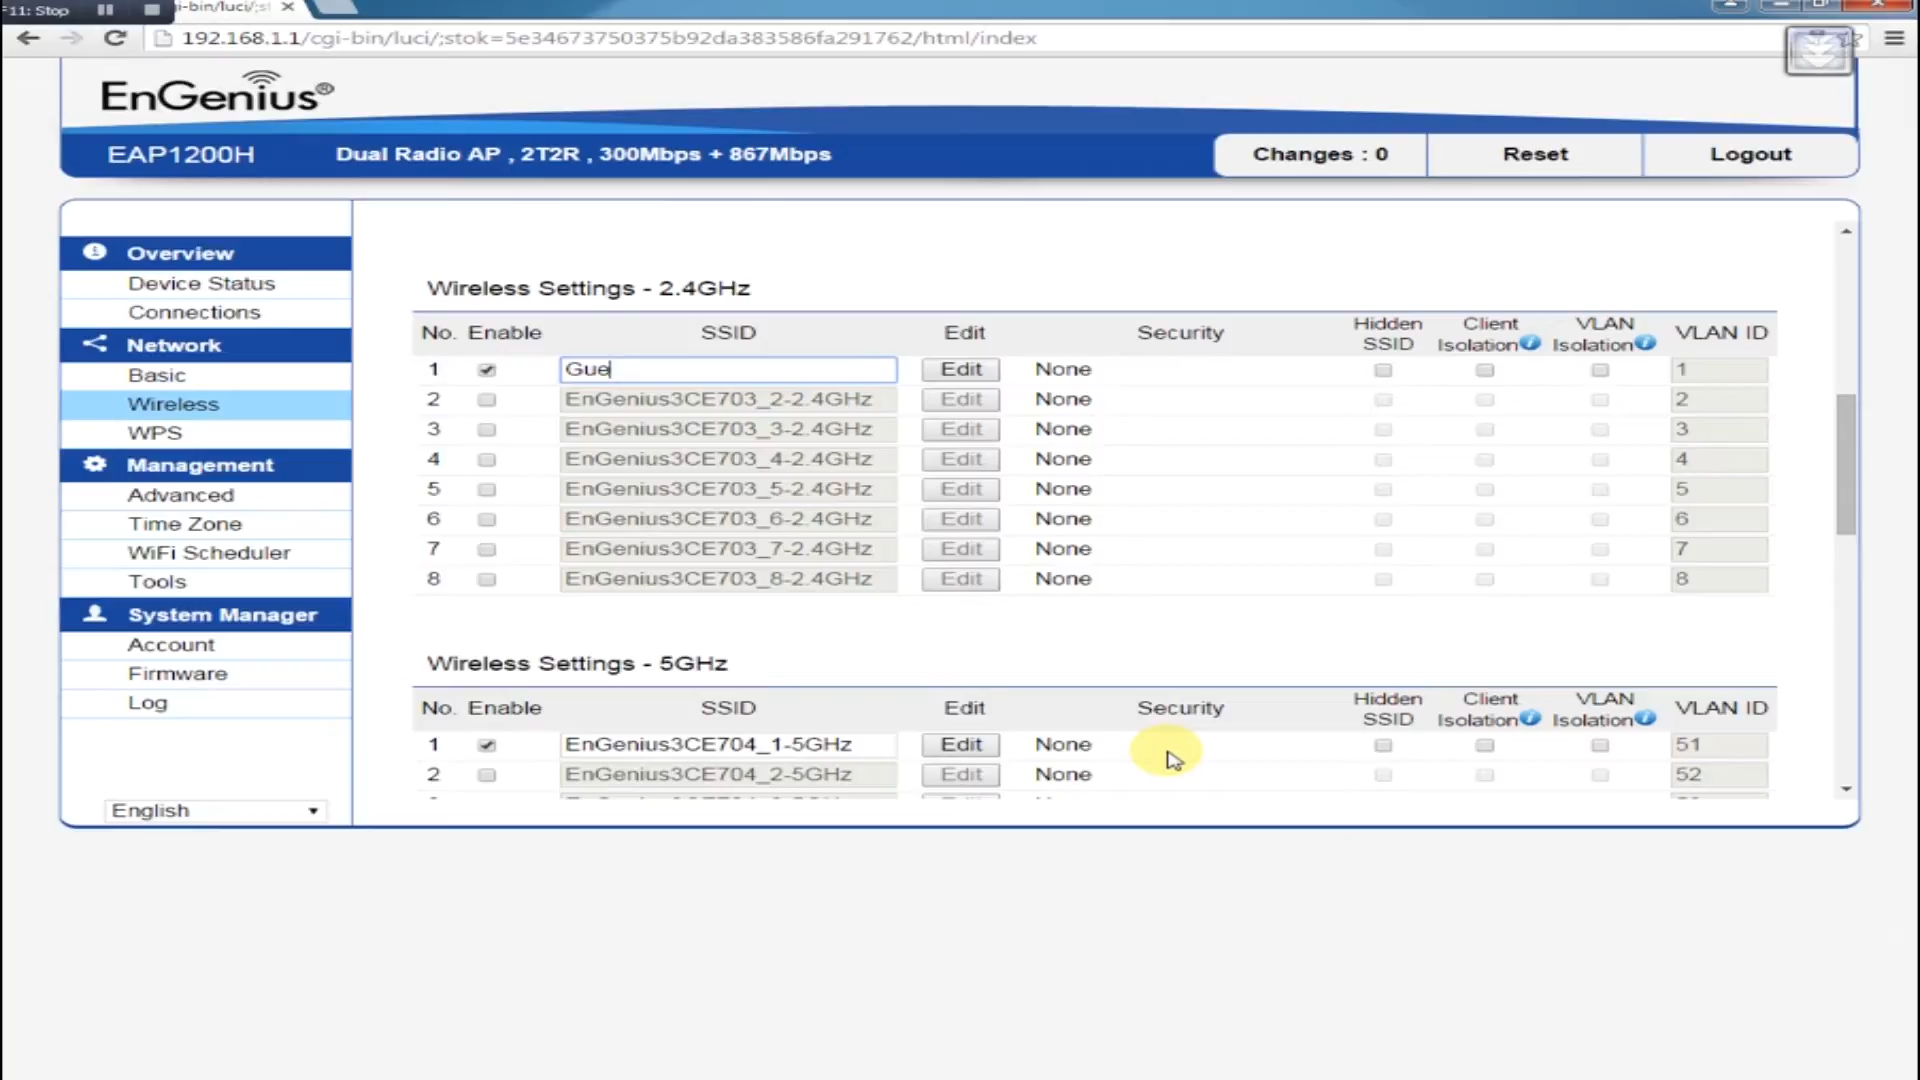 F11: Stop
gi-bin/luci/;st
192.168.1.1/cgi-bin/luci/;stok=5e34673750375b92da383586fa291762/html/index
EnGenius®
EAP1200H Dual Radio AP , 2T2R , 300Mbps + 867Mbps Changes : 0 Reset Logout
Overview
Device Status
Connections
Network
Basic
Wireless
WPS
Management
Advanced
Time Zone
WiFi Scheduler
Tools
System Manager
Account
Firmware
Log
English
Wireless Settings - 2.4GHz
No. Enable SSID Edit Security Hidden SSID Client Isolation VLAN Isolation VLAN ID
1 Gue Edit None 1
2 EnGenius3CE703_2-2.4GHz Edit None 2
3 EnGenius3CE703_3-2.4GHz Edit None 3
4 EnGenius3CE703_4-2.4GHz Edit None 4
5 EnGenius3CE703_5-2.4GHz Edit None 5
6 EnGenius3CE703_6-2.4GHz Edit None 6
7 EnGenius3CE703_7-2.4GHz Edit None 7
8 EnGenius3CE703_8-2.4GHz Edit None 8
Wireless Settings - 5GHz
No. Enable SSID Edit Security Hidden SSID Client Isolation VLAN Isolation VLAN ID
1 EnGenius3CE704_1-5GHz Edit None 51
2 EnGenius3CE704_2-5GHz Edit None 52